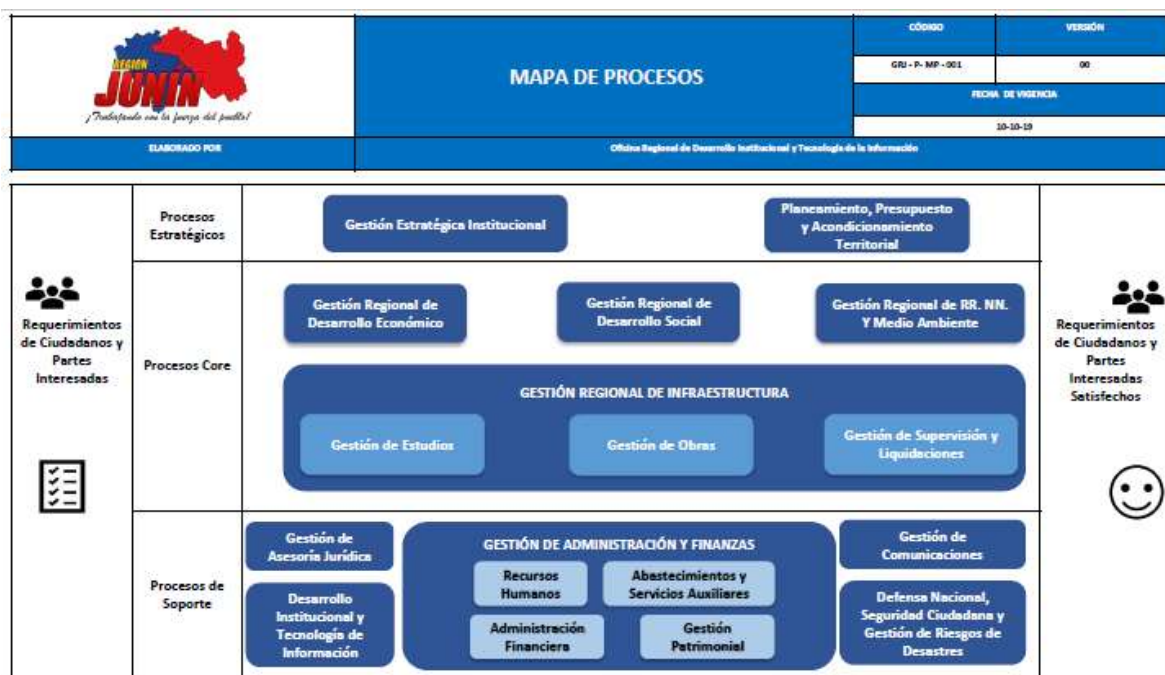 REGION
JUNIN
¡Trabajando con la fuerza del pueblo!
MAPA DE PROCESOS
CÓDIGO
VERSIÓN
GRJ - P- MP - 001
00
FECHA DE VIGENCIA
10-10-19
ELABORADO POR
Oficina Regional de Desarrollo Institucional y Tecnología de la Información
Requerimientos
de Ciudadanos y
Partes
Interesadas
Procesos
Estratégicos
Gestión Estratégica Institucional
Planeamiento, Presupuesto
y Acondicionamiento
Territorial
Procesos Core
Gestión Regional de
Desarrollo Económico
Gestión Regional de
Desarrollo Social
Gestión Regional de RR. NN.
Y Medio Ambiente
GESTIÓN REGIONAL DE INFRAESTRUCTURA
Gestión de Estudios
Gestión de Obras
Gestión de Supervisión y
Liquidaciones
Procesos de
Soporte
Gestión de
Asesoría Jurídica
Desarrollo
Institucional y
Tecnología de
Información
GESTIÓN DE ADMINISTRACIÓN Y FINANZAS
Recursos
Humanos
Abastecimientos y
Servicios Auxiliares
Administración
Financiera
Gestión
Patrimonial
Gestión de
Comunicaciones
Defensa Nacional,
Seguridad Ciudadana y
Gestión de Riesgos de
Desastres
Requerimientos
de Ciudadanos y
Partes
Interesadas
Satisfechos